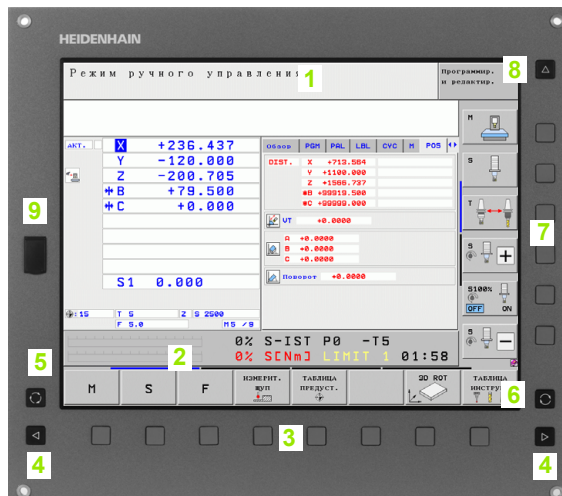 HEIDENHAIN
Режим ручного управления
1
Программир.
и редактир.
8
АКТ.
X +236.437
Y -120.000
Z -200.705
B +79.500
C +0.000
S1 0.000
:15 T 5 Z S 2500
F 5.0 M5 /9
Обзор PGM PAL LBL CYC M POS
DIST. X +713.564
Y +1100.000
Z +1566.737
B +99919.500
C +99999.000
VT +0.0000
A +0.0000
B +0.0000
C +0.0000
Поворот +0.0000
M
S
T
S
S100%
OFF ON
S
9
7
0% S-IST P0 -T5
0% S[Nm] LIMIT 1 01:58
2
5
M
S
F
ИЗМЕРИТ.
ЩУП
ТАБЛИЦА
ПРЕДУСТ.
3D ROT
ТАБЛИЦА
ИНСТРУ
6
4
3
4